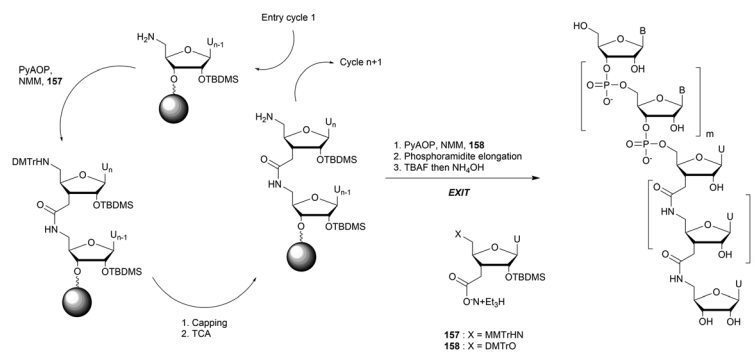 Entry cycle 1
H2N
O
Un-1
O
OTBDMS
PyAOP,
NMM, 157
Cycle n+1
DMTrHN
O
Un
O
OTBDMS
HN
O
Un-1
O
OTBDMS
H2N
O
Un
O
OTBDMS
HN
O
Un-1
O
OTBDMS
1. Capping
2. TCA
1. PyAOP, NMM, 158
2. Phosphoramidite elongation
3. TBAF then NH4OH
EXIT
X
O
U
O
OTBDMS
O-N+Et3H
157 : X = MMTrHN
158 : X = DMTrO
HO
O
B
O
OH
O=P-O
O-
O
B
O
OH
m
O=P-O
O-
O
U
O
OH
HN
O
U
O
OH
HN
O
U
OH OH